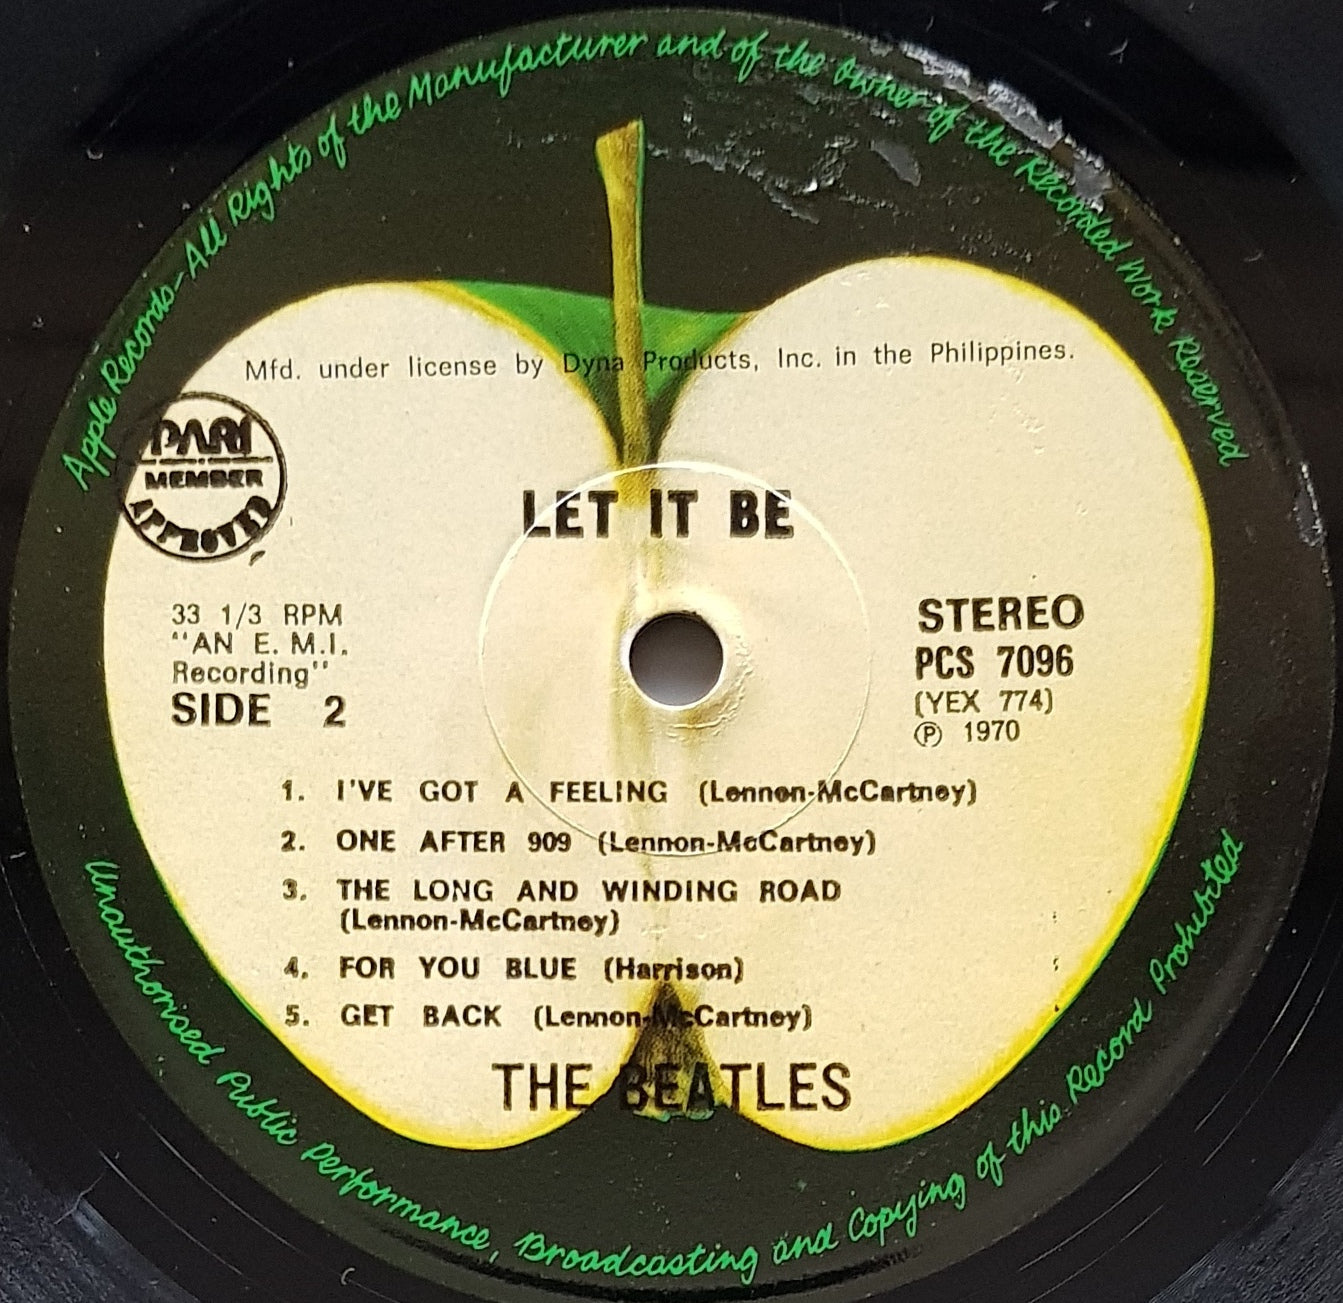 Apple Records-All Rights of the Manufacturer and of the Owner of the Recorded Work Reserved
Mfd. under license by Dyna Products, Inc. in the Philippines.
PARI
MEMBER
APPROVED
LET IT BE
33 1/3 RPM
"AN E.M.I.
Recording"
SIDE 2
STEREO
PCS 7096
(YEX 774)
℗ 1970
1. I'VE GOT A FEELING (Lennon-McCartney)
2. ONE AFTER 909 (Lennon-McCartney)
3. THE LONG AND WINDING ROAD
(Lennon-McCartney)
4. FOR YOU BLUE (Harrison)
5. GET BACK (Lennon-McCartney)
THE BEATLES
Unauthorised Public Performance, Broadcasting and Copying of this Record Prohibited